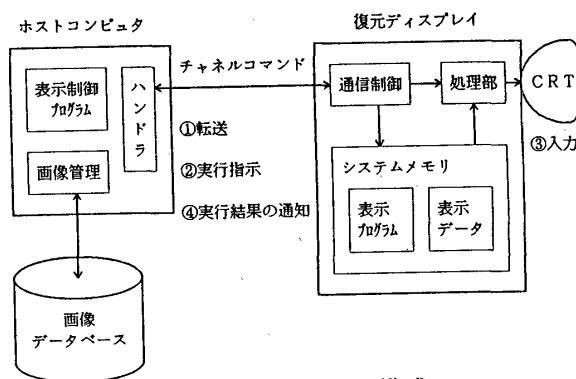 ホストコンピュタ
復元ディスプレイ
チャネルコマンド
表示制御
プログラム
ハンドラ
通信制御
処理部
CRT
①転送
③入力
画像管理
②実行指示
システムメモリ
④実行結果の通知
表示
プログラム
表示
データ
画像
データベース